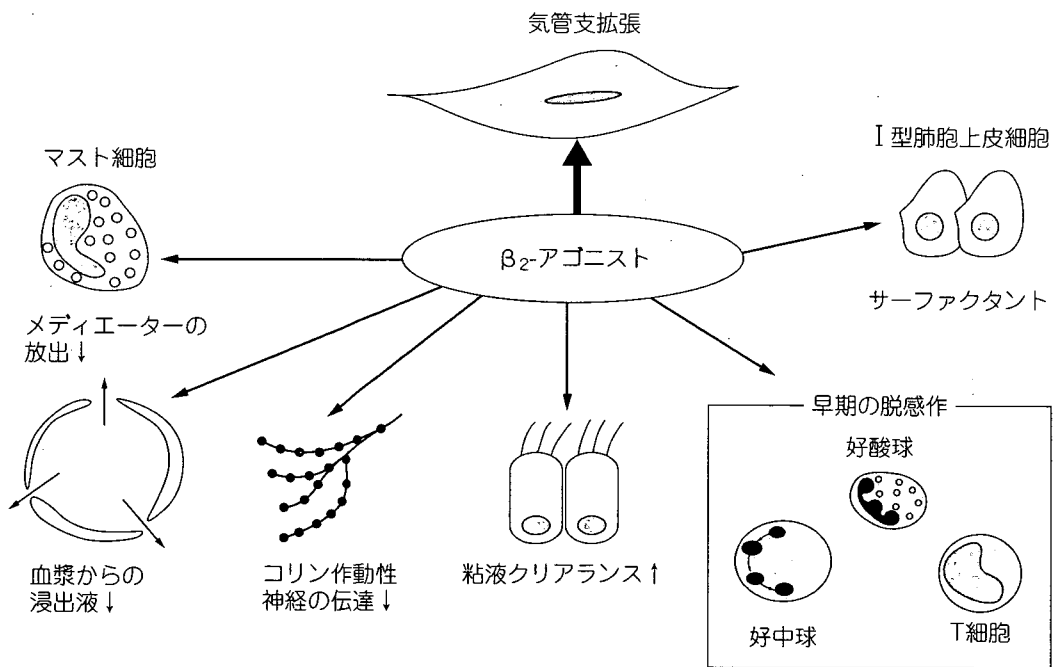 気管支拡張
マスト細胞
I型肺胞上皮細胞
β₂-アゴニスト
サーファクタント
メディエーターの
放出↓
早期の脱感作
好酸球
血漿からの
浸出液↓
コリン作動性
神経の伝達↓
粘液クリアランス↑
好中球
T細胞